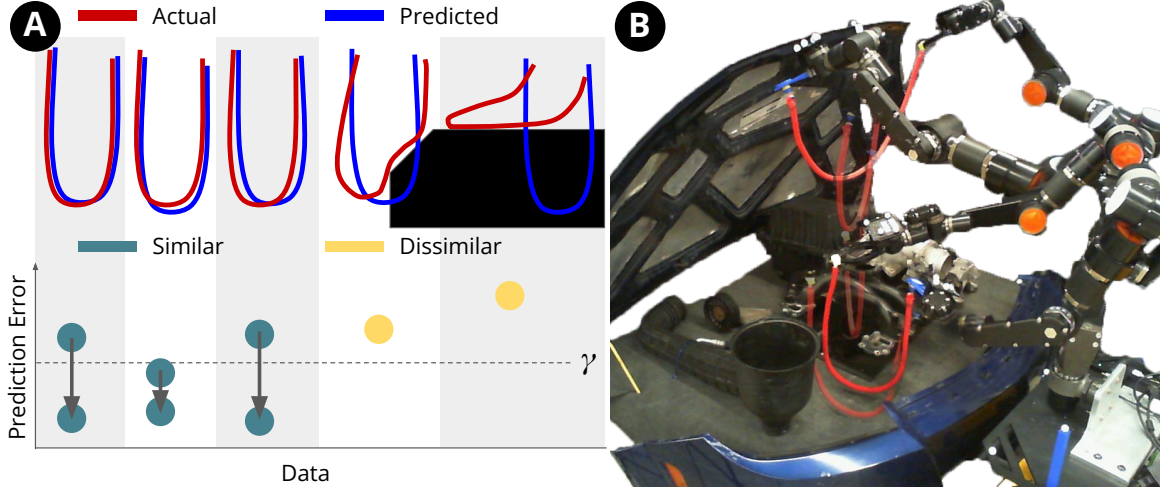 A
Actual
Predicted
B
Similar
Dissimilar
Prediction Error
γ
Data